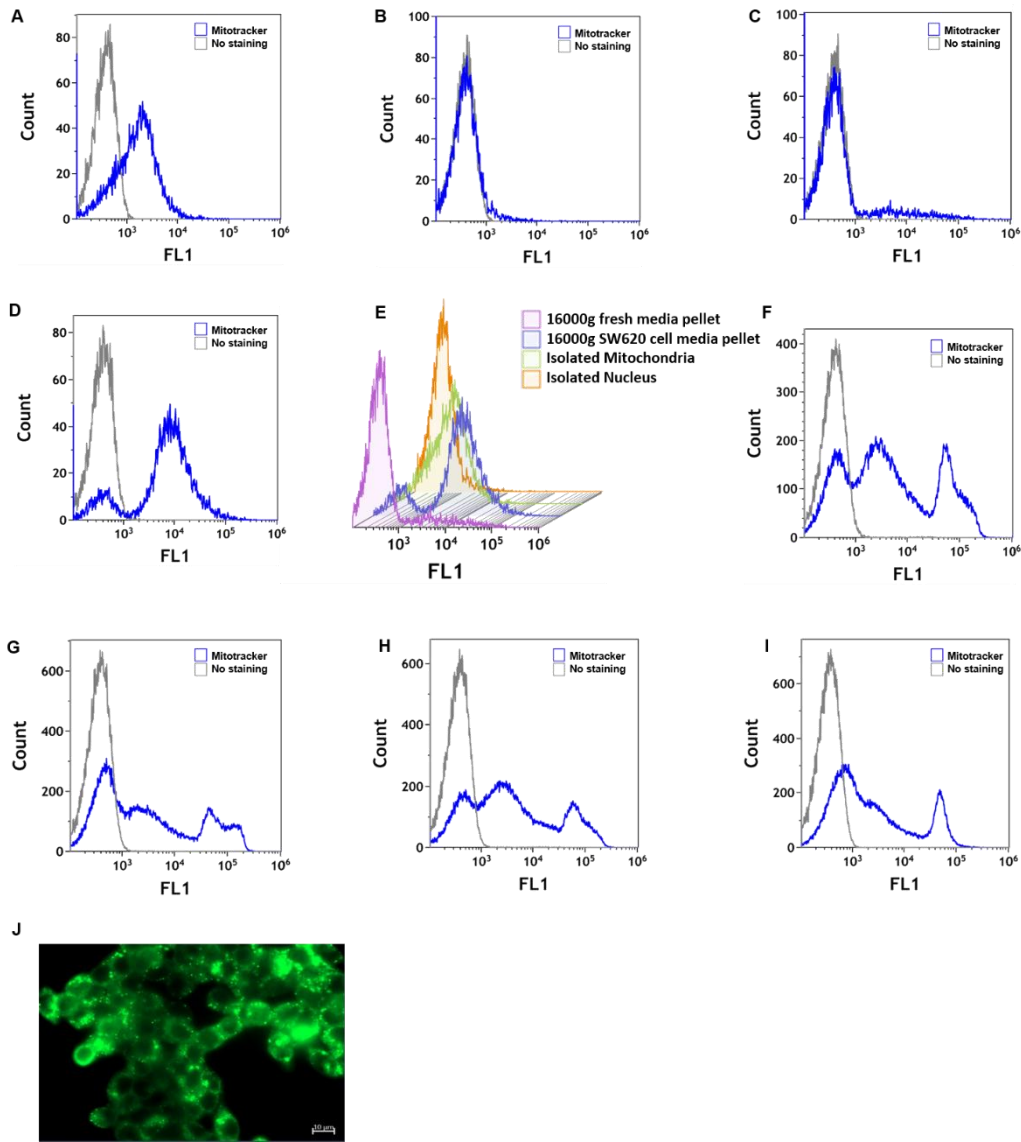 A
Mitotracker
No staining
80
60
40
20
0
Count
10³ 10⁴ 10⁵ 10⁶
FL1
B
Mitotracker
No staining
100
80
60
40
20
0
Count
10³ 10⁴ 10⁵ 10⁶
FL1
C
Mitotracker
No staining
100
80
60
40
20
0
Count
10³ 10⁴ 10⁵ 10⁶
FL1
D
Mitotracker
No staining
80
60
40
20
0
Count
10³ 10⁴ 10⁵ 10⁶
FL1
E
16000g fresh media pellet
16000g SW620 cell media pellet
Isolated Mitochondria
Isolated Nucleus
10³ 10⁴ 10⁵ 10⁶
FL1
F
Mitotracker
No staining
400
300
200
100
0
Count
10³ 10⁴ 10⁵ 10⁶
FL1
G
Mitotracker
No staining
600
400
200
0
Count
10³ 10⁴ 10⁵ 10⁶
FL1
H
Mitotracker
No staining
600
400
200
0
Count
10³ 10⁴ 10⁵ 10⁶
FL1
I
Mitotracker
No staining
600
400
200
0
Count
10³ 10⁴ 10⁵ 10⁶
FL1
J
10 µm